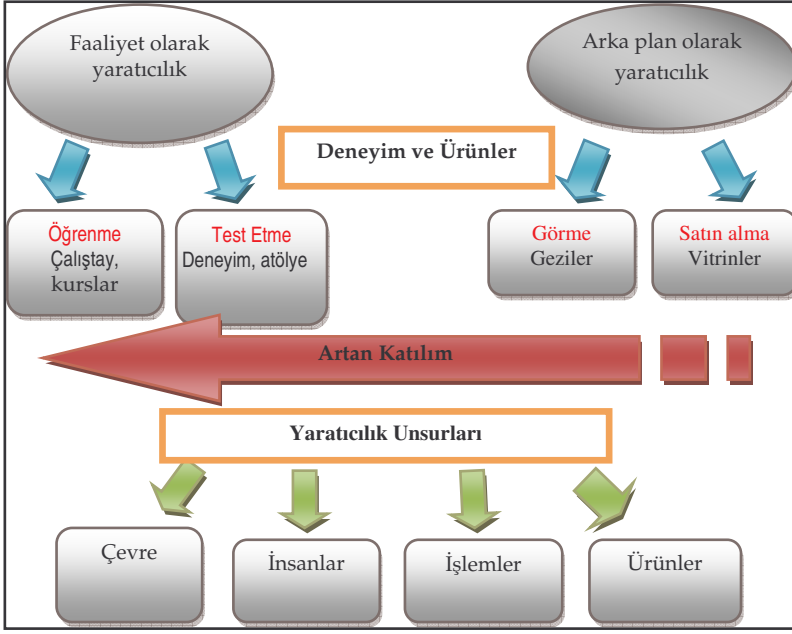 Faaliyet olarak
yaratıcılık
Arka plan olarak
yaratıcılık
Deneyim ve Ürünler
Öğrenme
Çalıştay,
kurslar
Test Etme
Deneyim, atölye
Görme
Geziler
Satın alma
Vitrinler
Artan Katılım
Yaratıcılık Unsurları
Çevre
İnsanlar
İşlemler
Ürünler